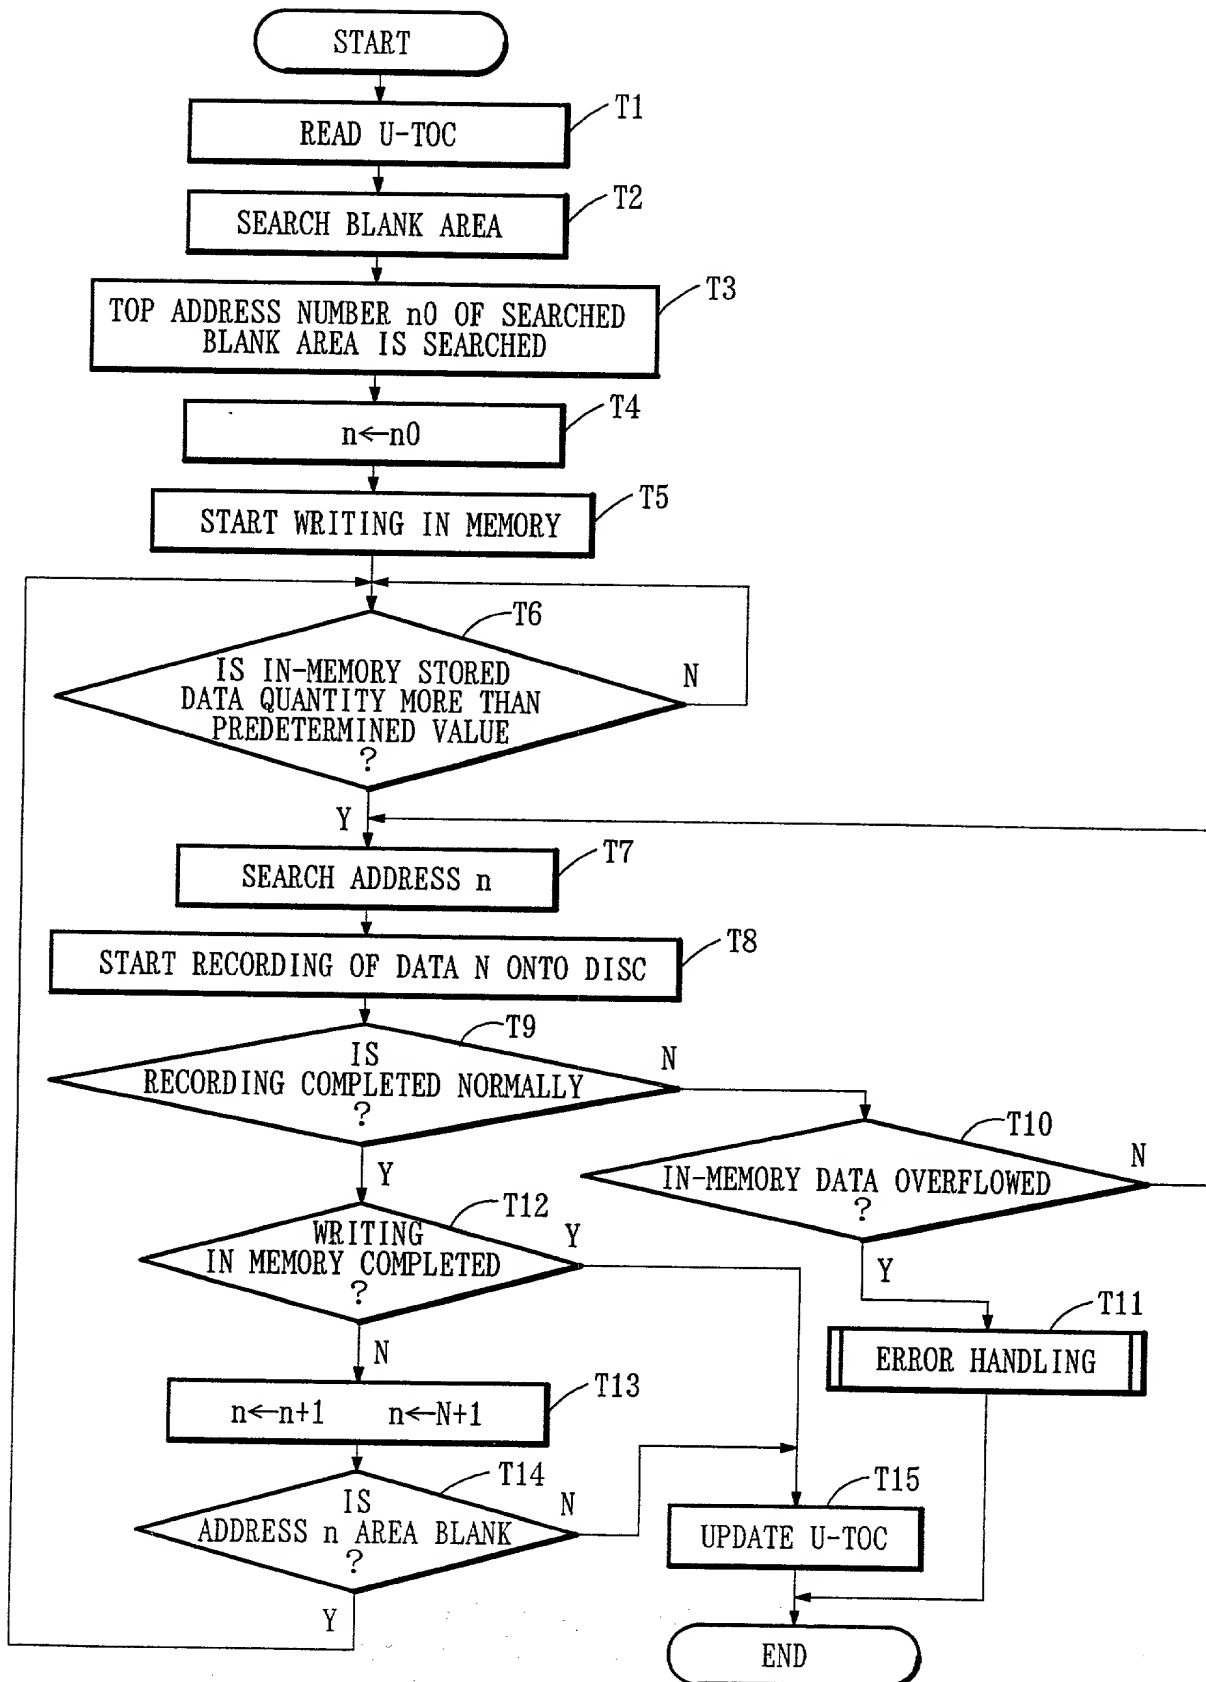 START
T1
READ U-TOC
T2
SEARCH BLANK AREA
T3
TOP ADDRESS NUMBER n0 OF SEARCHED
BLANK AREA IS SEARCHED
T4
n←n0
T5
START WRITING IN MEMORY
T6
IS IN-MEMORY STORED
DATA QUANTITY MORE THAN
PREDETERMINED VALUE
?
N
Y
T7
SEARCH ADDRESS n
T8
START RECORDING OF DATA N ONTO DISC
T9
IS
RECORDING COMPLETED NORMALLY
?
N
Y
T10
IN-MEMORY DATA OVERFLOWED
?
N
Y
T11
ERROR HANDLING
T12
WRITING
IN MEMORY COMPLETED
?
Y
N
T13
n←n+1 n←N+1
T14
IS
ADDRESS n AREA BLANK
?
N
Y
T15
UPDATE U-TOC
END